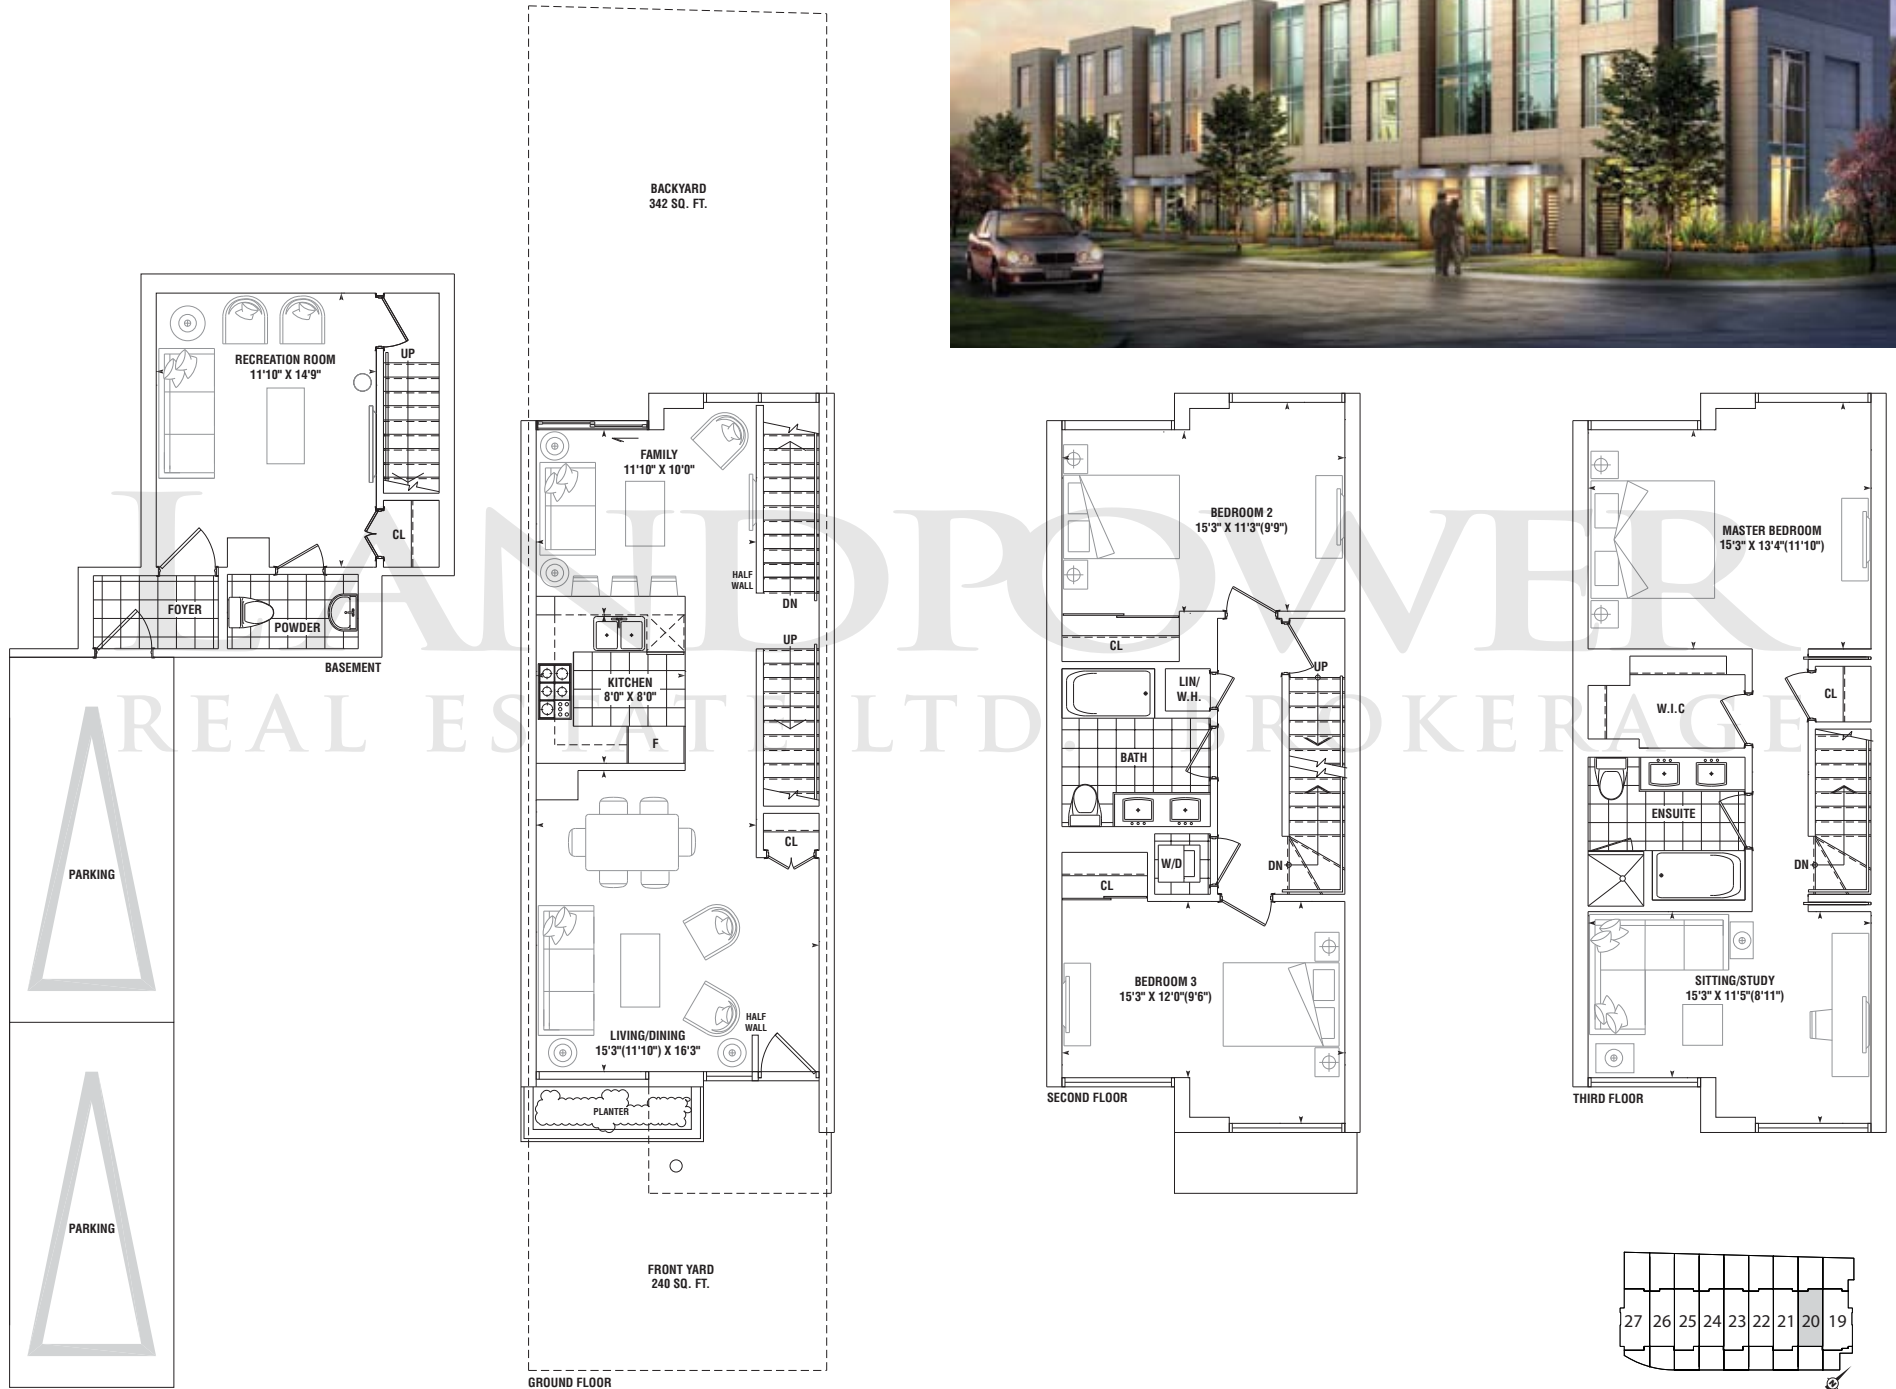 BACKYARD
342 SQ. FT.
RECREATION ROOM
11'10" X 14'9"
UP
CL
FOYER
POWDER
BASEMENT
PARKING
PARKING
FAMILY
11'10" X 10'0"
HALF
WALL
DN
UP
KITCHEN
8'0" X 8'0"
F
CL
HALF
WALL
LIVING/DINING
15'3"(11'10") X 16'3"
PLANTER
FRONT YARD
240 SQ. FT.
GROUND FLOOR
BEDROOM 2
15'3" X 11'3"(9'9")
CL
LIN/
W.H.
UP
BATH
W/D
DN
CL
BEDROOM 3
15'3" X 12'0"(9'6")
SECOND FLOOR
MASTER BEDROOM
15'3" X 13'4"(11'10")
CL
W.I.C
ENSUITE
DN
SITTING/STUDY
15'3" X 11'5"(8'11")
THIRD FLOOR
27 26 25 24 23 22 21 20 19
N
LANDPOWER
REAL ESTATE LTD. BROKERAGE